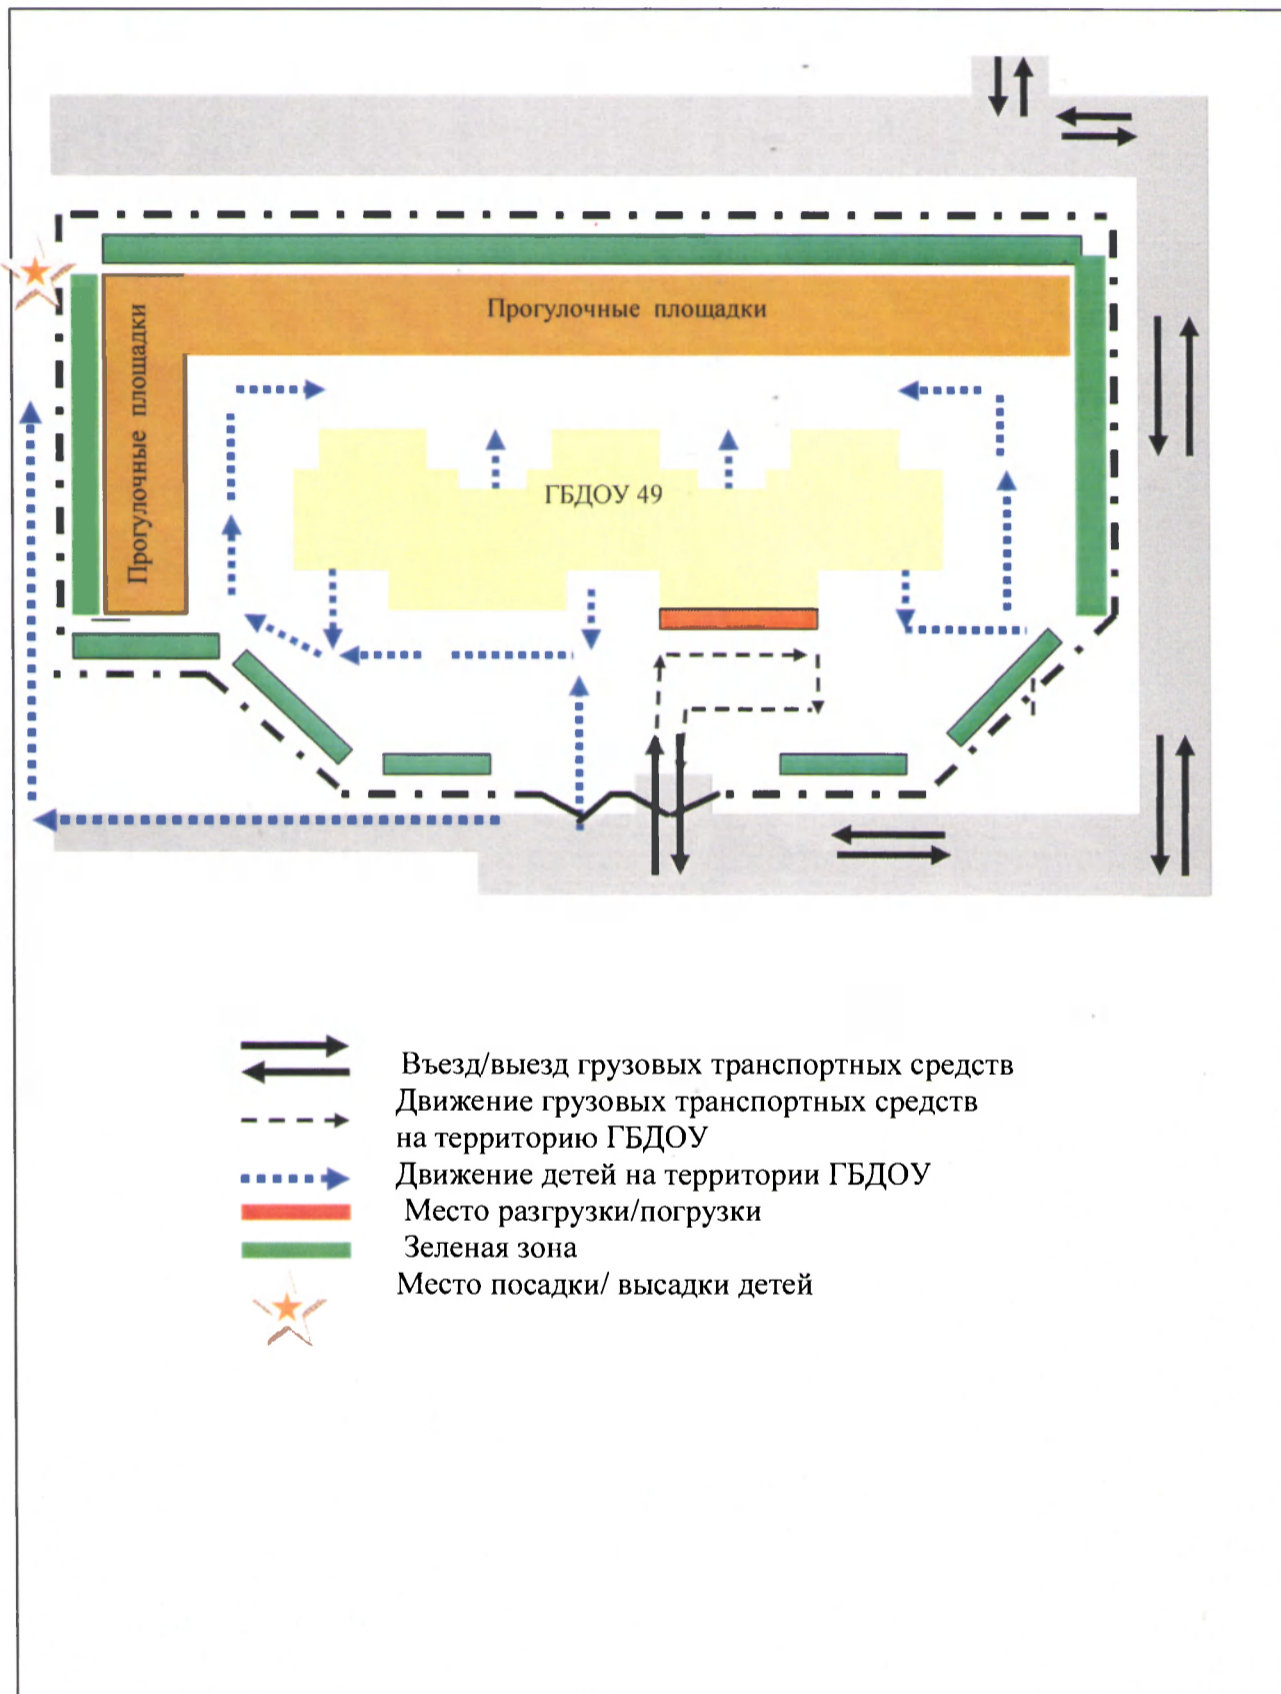 Прогулочные площадки
Прогулочные площадки
ГБДОУ 49
Въезд/выезд грузовых транспортных средств
Движение грузовых транспортных средств
на территорию ГБДОУ
Движение детей на территории ГБДОУ
Место разгрузки/погрузки
Зеленая зона
Место посадки/ высадки детей